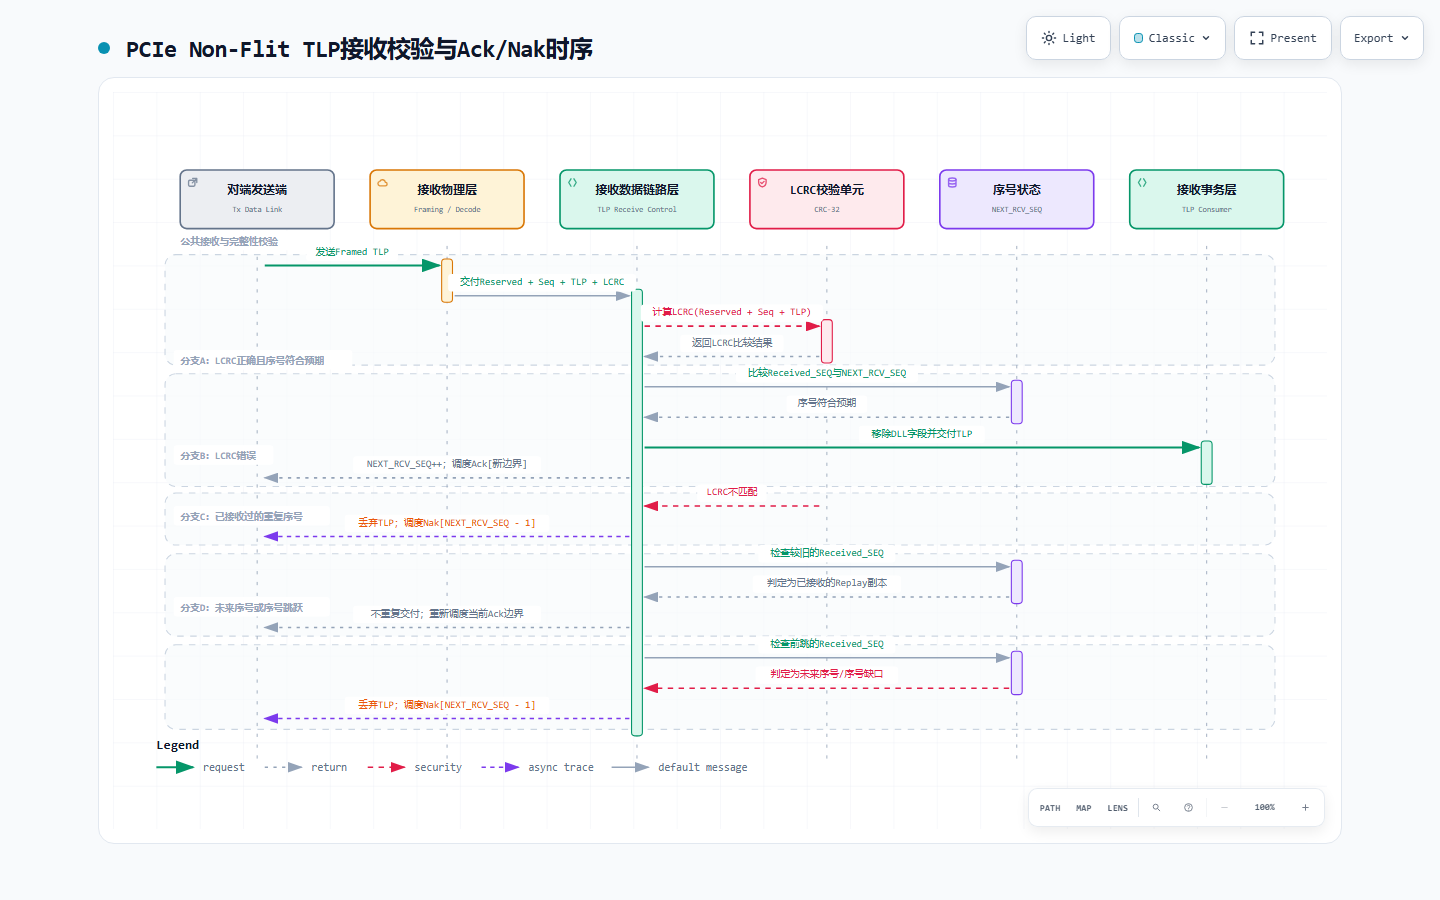 PCIe Non-Flit TLP接收校验与Ack/Nak时序
Light
Classic
Present
Export
对端发送端
Tx Data Link
接收物理层
Framing / Decode
接收数据链路层
TLP Receive Control
LCRC校验单元
CRC-32
序号状态
NEXT_RCV_SEQ
接收事务层
TLP Consumer
公共接收与完整性校验
发送Framed TLP
交付Reserved + Seq + TLP + LCRC
计算LCRC(Reserved + Seq + TLP)
返回LCRC比较结果
分支A: LCRC正确且序号符合预期
比较Received_SEQ与NEXT_RCV_SEQ
序号符合预期
移除DLL字段并交付TLP
分支B: LCRC错误
NEXT_RCV_SEQ++; 调度Ack[新边界]
LCRC不匹配
分支C: 已接收过的重复序号
丢弃TLP; 调度Nak[NEXT_RCV_SEQ - 1]
检查较旧的Received_SEQ
判定为已接收的Replay副本
分支D: 未来序号或序号跳跃
不重复交付; 重新调度当前Ack边界
检查前跳的Received_SEQ
判定为未来序号/序号缺口
丢弃TLP; 调度Nak[NEXT_RCV_SEQ - 1]
Legend
request
return
security
async trace
default message
PATH
MAP
LENS
100%